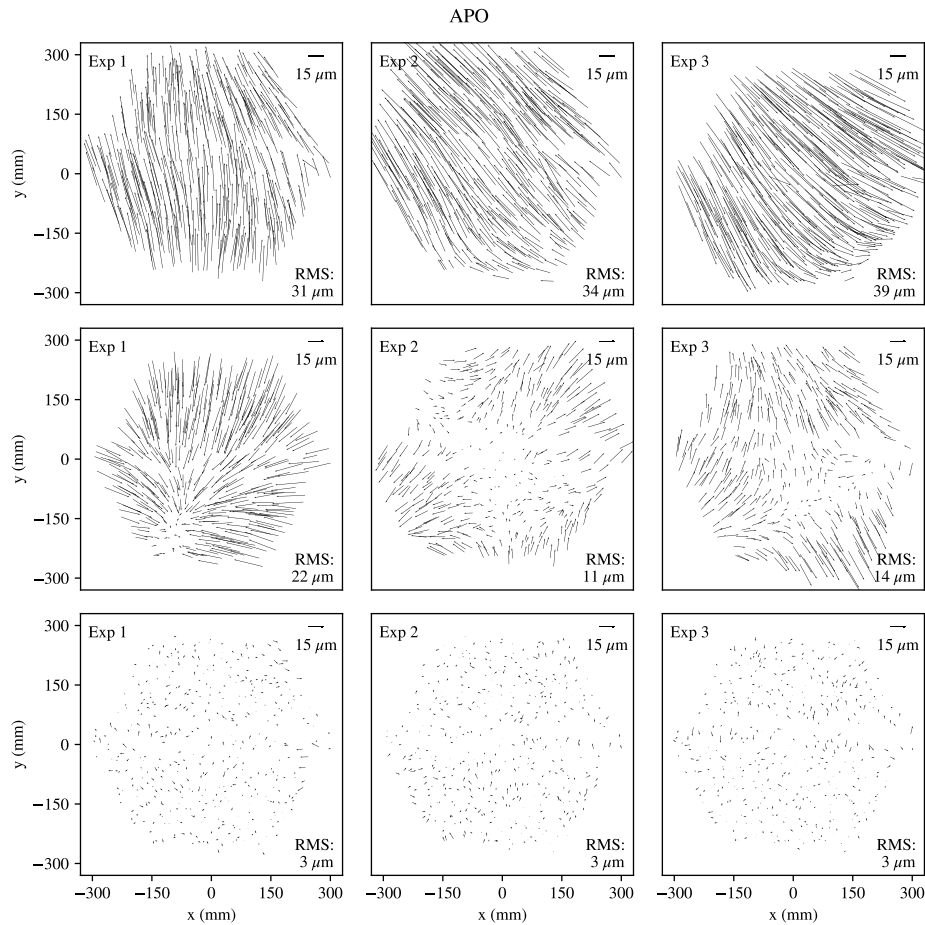 APO
Exp 1
15 µm
300
150
0
−150
−300
y (mm)
RMS:
31 µm
Exp 2
15 µm
RMS:
34 µm
Exp 3
15 µm
RMS:
39 µm
Exp 1
15 µm
300
150
0
−150
−300
y (mm)
RMS:
22 µm
Exp 2
15 µm
RMS:
11 µm
Exp 3
15 µm
RMS:
14 µm
Exp 1
15 µm
300
150
0
−150
−300
y (mm)
RMS:
3 µm
−300 −150 0 150 300
x (mm)
Exp 2
15 µm
RMS:
3 µm
−300 −150 0 150 300
x (mm)
Exp 3
15 µm
RMS:
3 µm
−300 −150 0 150 300
x (mm)